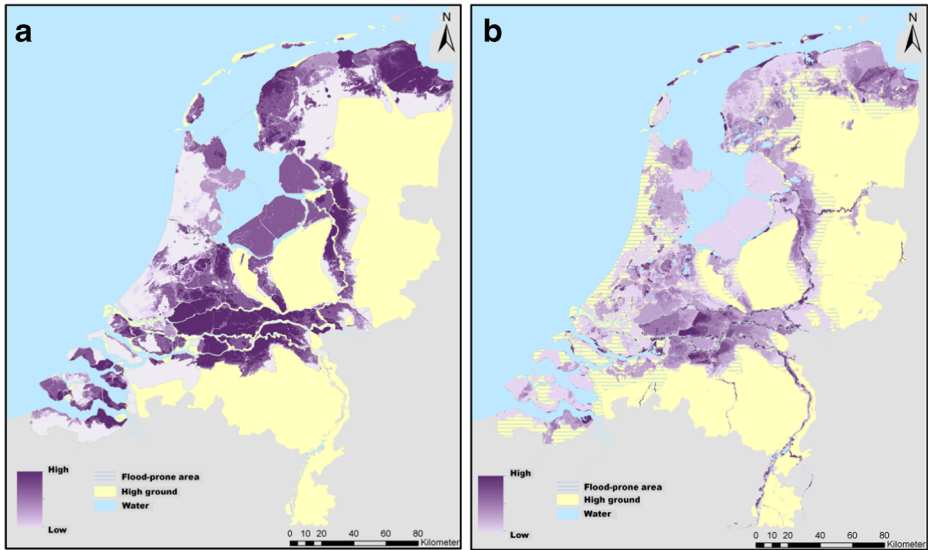 a
N
High
Low
Flood-prone area
High ground
Water
0 10 20 40 60 80
Kilometer
b
N
High
Low
Flood-prone area
High ground
Water
0 10 20 40 60 80
Kilometer